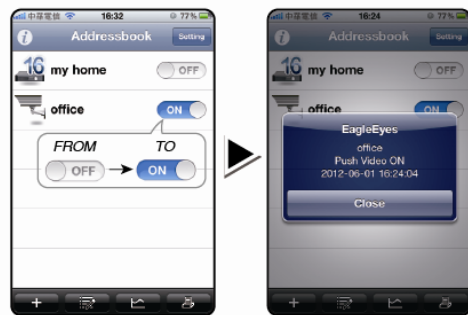 中華電信 16:32 77%
Addressbook Setting
16 my home OFF
office ON
FROM TO
OFF ON
中華電信 16:24 77%
Addressbook Setting
16 my home OFF
office ON
EagleEyes
office
Push Video ON
2012-06-01 16:24:04
Close